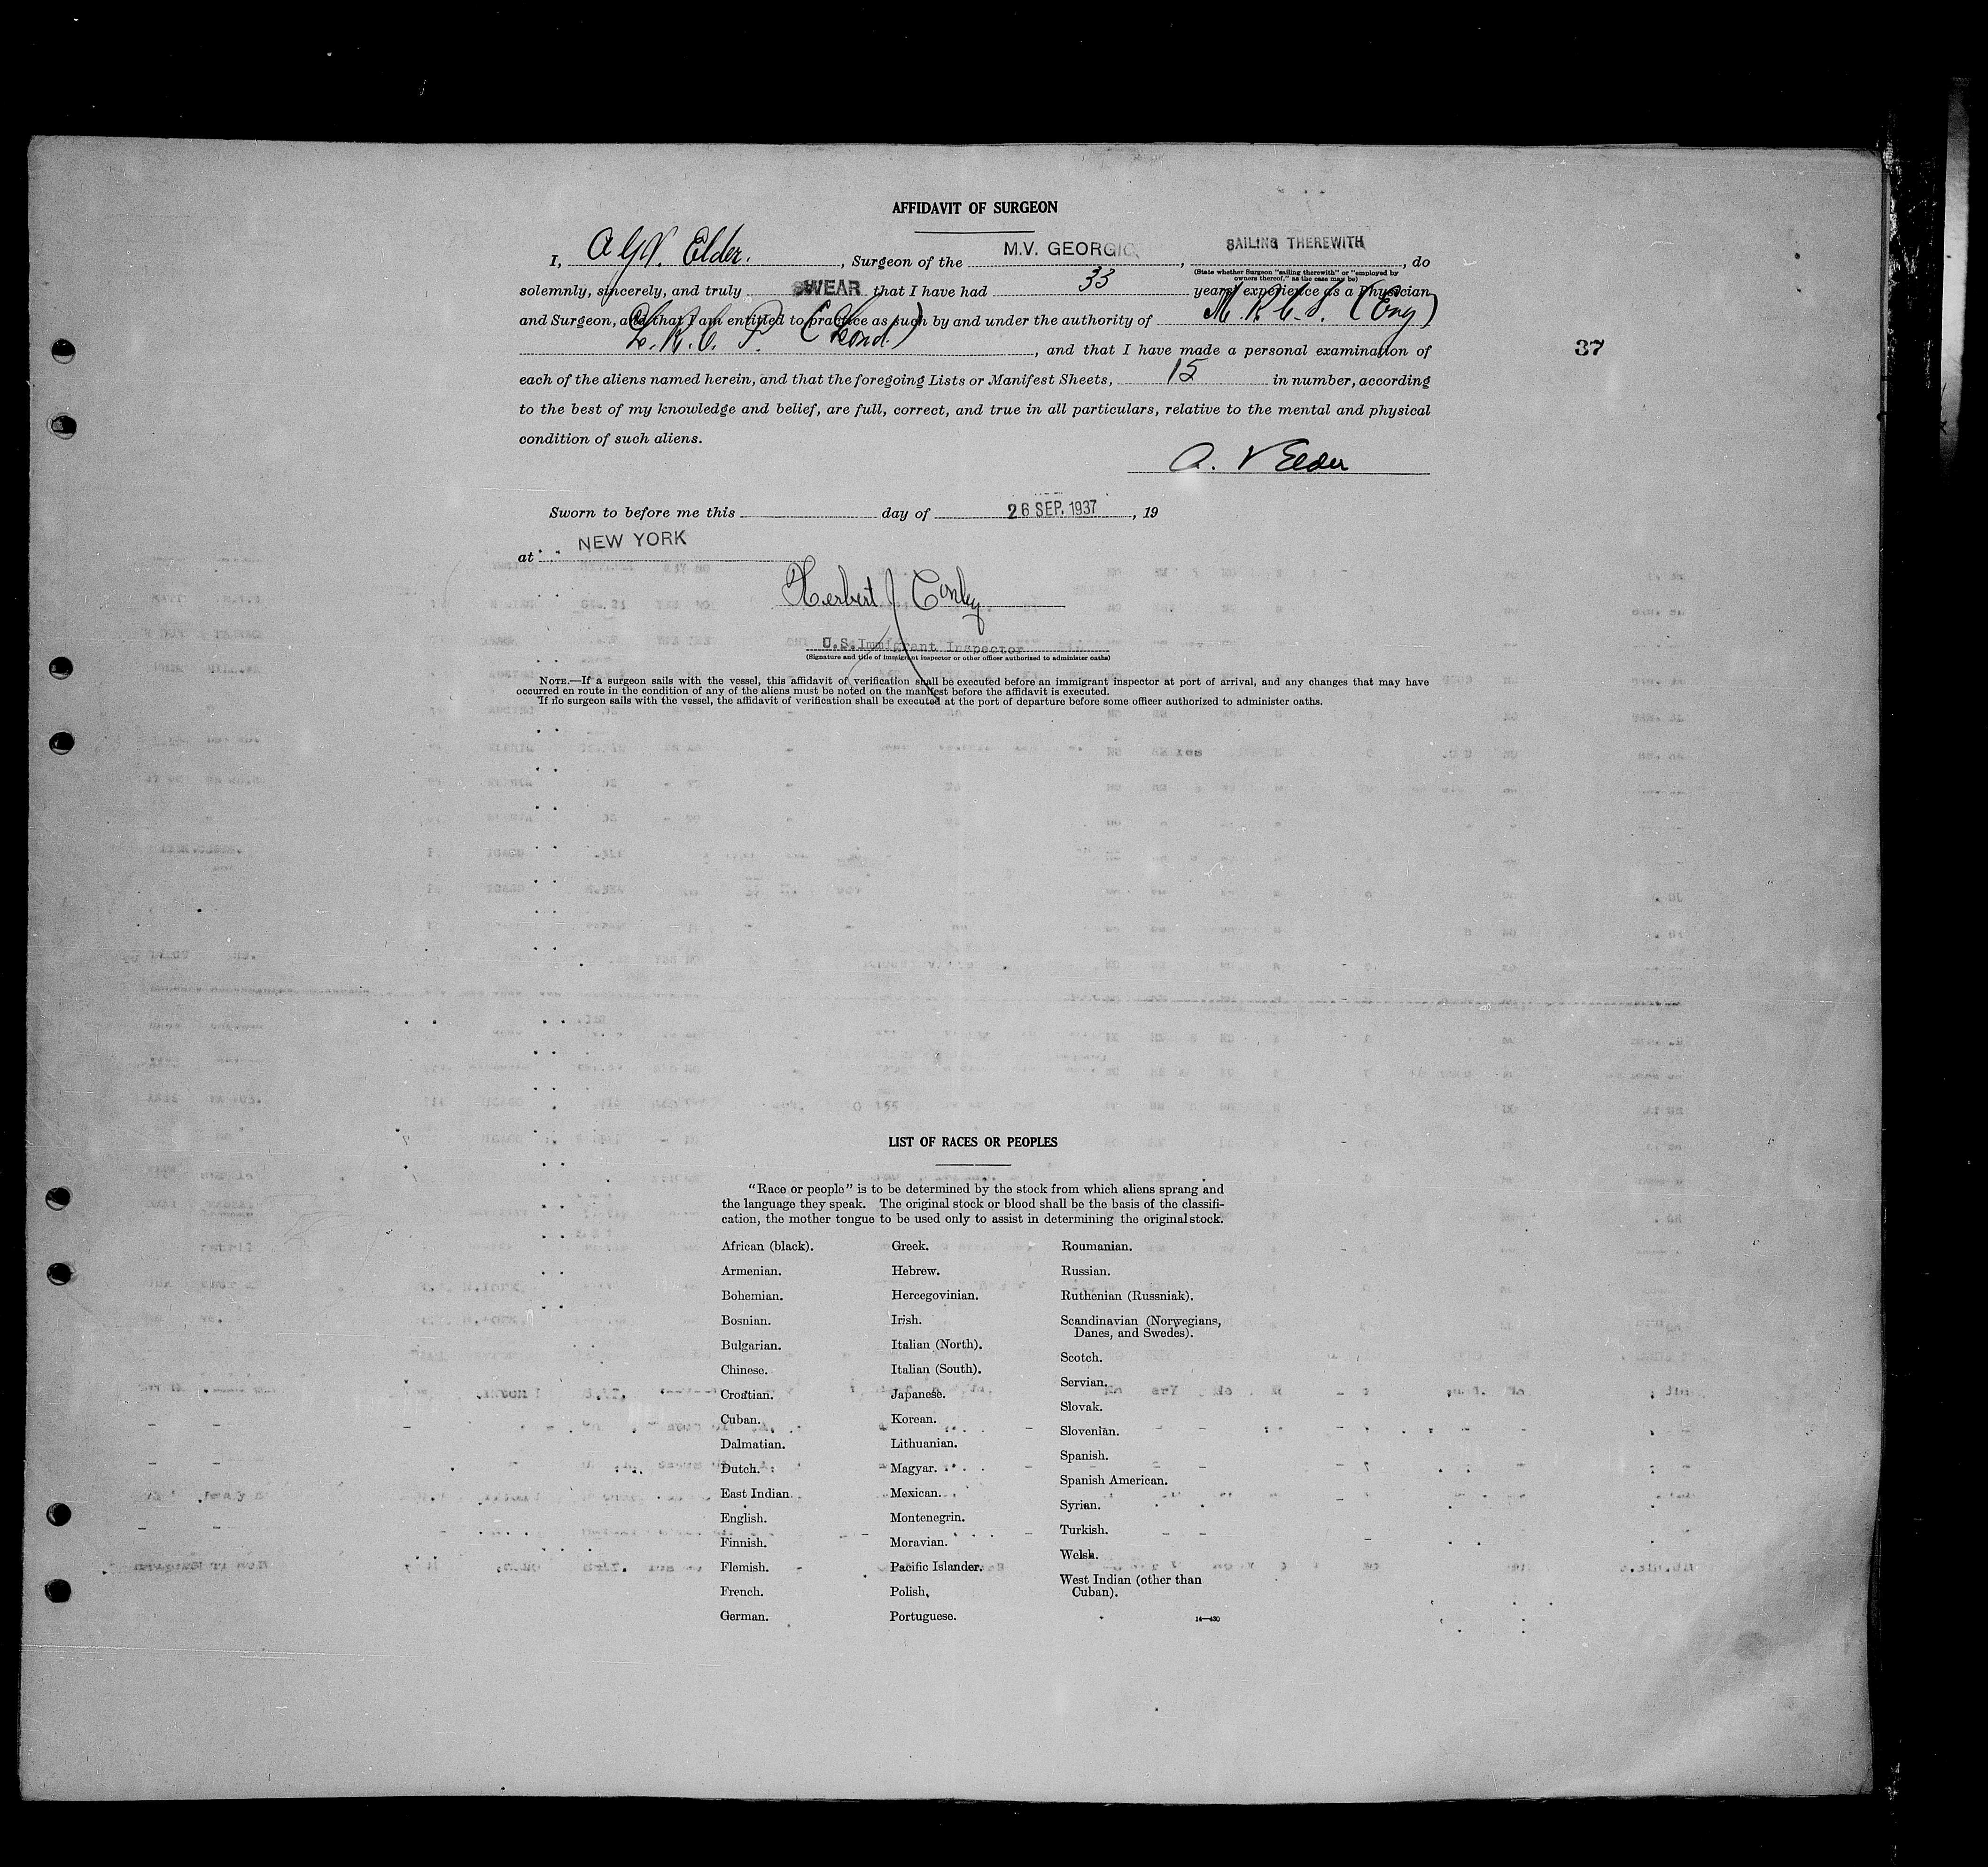 AFFIDAVIT OF SURGEON
I, A G V. Elder., Surgeon of the M.V. GEORGIC, SAILING THEREWITH, do
(State whether Surgeon "sailing therewith" or "employed by
owners thereof," as the case may be)
solemnly, sincerely, and truly SWEAR that I have had 33 years' experience as a Physician
and Surgeon, and that I am entitled to practice as such by and under the authority of M.R.C.S. (Eng)
L.R.C.P. (Lond.), and that I have made a personal examination of
37
each of the aliens named herein, and that the foregoing Lists or Manifest Sheets, 15 in number, according
to the best of my knowledge and belief, are full, correct, and true in all particulars, relative to the mental and physical
condition of such aliens.
A. V Elder
Sworn to before me this day of 26 SEP. 1937, 19
at NEW YORK
Herbert J Conley
U.S. Immigrant Inspector
(Signature and title of immigrant inspector or other officer authorized to administer oaths)
NOTE.—If a surgeon sails with the vessel, this affidavit of verification shall be executed before an immigrant inspector at port of arrival, and any changes that may have
occurred en route in the condition of any of the aliens must be noted on the manifest before the affidavit is executed.
If no surgeon sails with the vessel, the affidavit of verification shall be executed at the port of departure before some officer authorized to administer oaths.
LIST OF RACES OR PEOPLES
"Race or people" is to be determined by the stock from which aliens sprang and
the language they speak. The original stock or blood shall be the basis of the classifi-
cation, the mother tongue to be used only to assist in determining the original stock.
African (black).
Armenian.
Bohemian.
Bosnian.
Bulgarian.
Chinese.
Croatian.
Cuban.
Dalmatian.
Dutch.
East Indian.
English.
Finnish.
Flemish.
French.
German.
Greek.
Hebrew.
Hercegovinian.
Irish.
Italian (North).
Italian (South).
Japanese.
Korean.
Lithuanian.
Magyar.
Mexican.
Montenegrin.
Moravian.
Pacific Islander.
Polish.
Portuguese.
Roumanian.
Russian.
Ruthenian (Russniak).
Scandinavian (Norwegians,
Danes, and Swedes).
Scotch.
Servian.
Slovak.
Slovenian.
Spanish.
Spanish American.
Syrian.
Turkish.
Welsh.
West Indian (other than
Cuban).
14—430